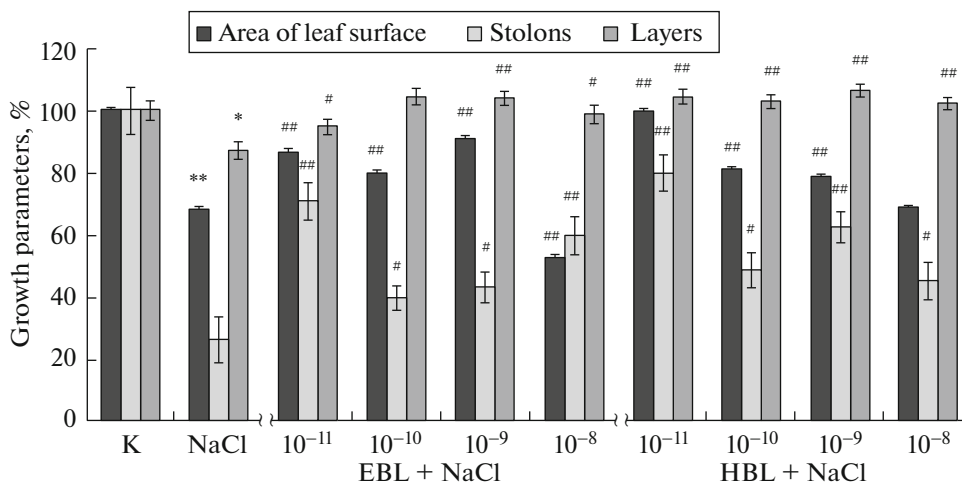 Area of leaf surface Stolons Layers
Growth parameters, %
120
100
80
60
40
20
0
** *
## ## # ## # ## # ## ## ## #
## ## ## ## # ## ## ## ## # ##
K NaCl 10⁻¹¹ 10⁻¹⁰ 10⁻⁹ 10⁻⁸ 10⁻¹¹ 10⁻¹⁰ 10⁻⁹ 10⁻⁸
EBL + NaCl HBL + NaCl